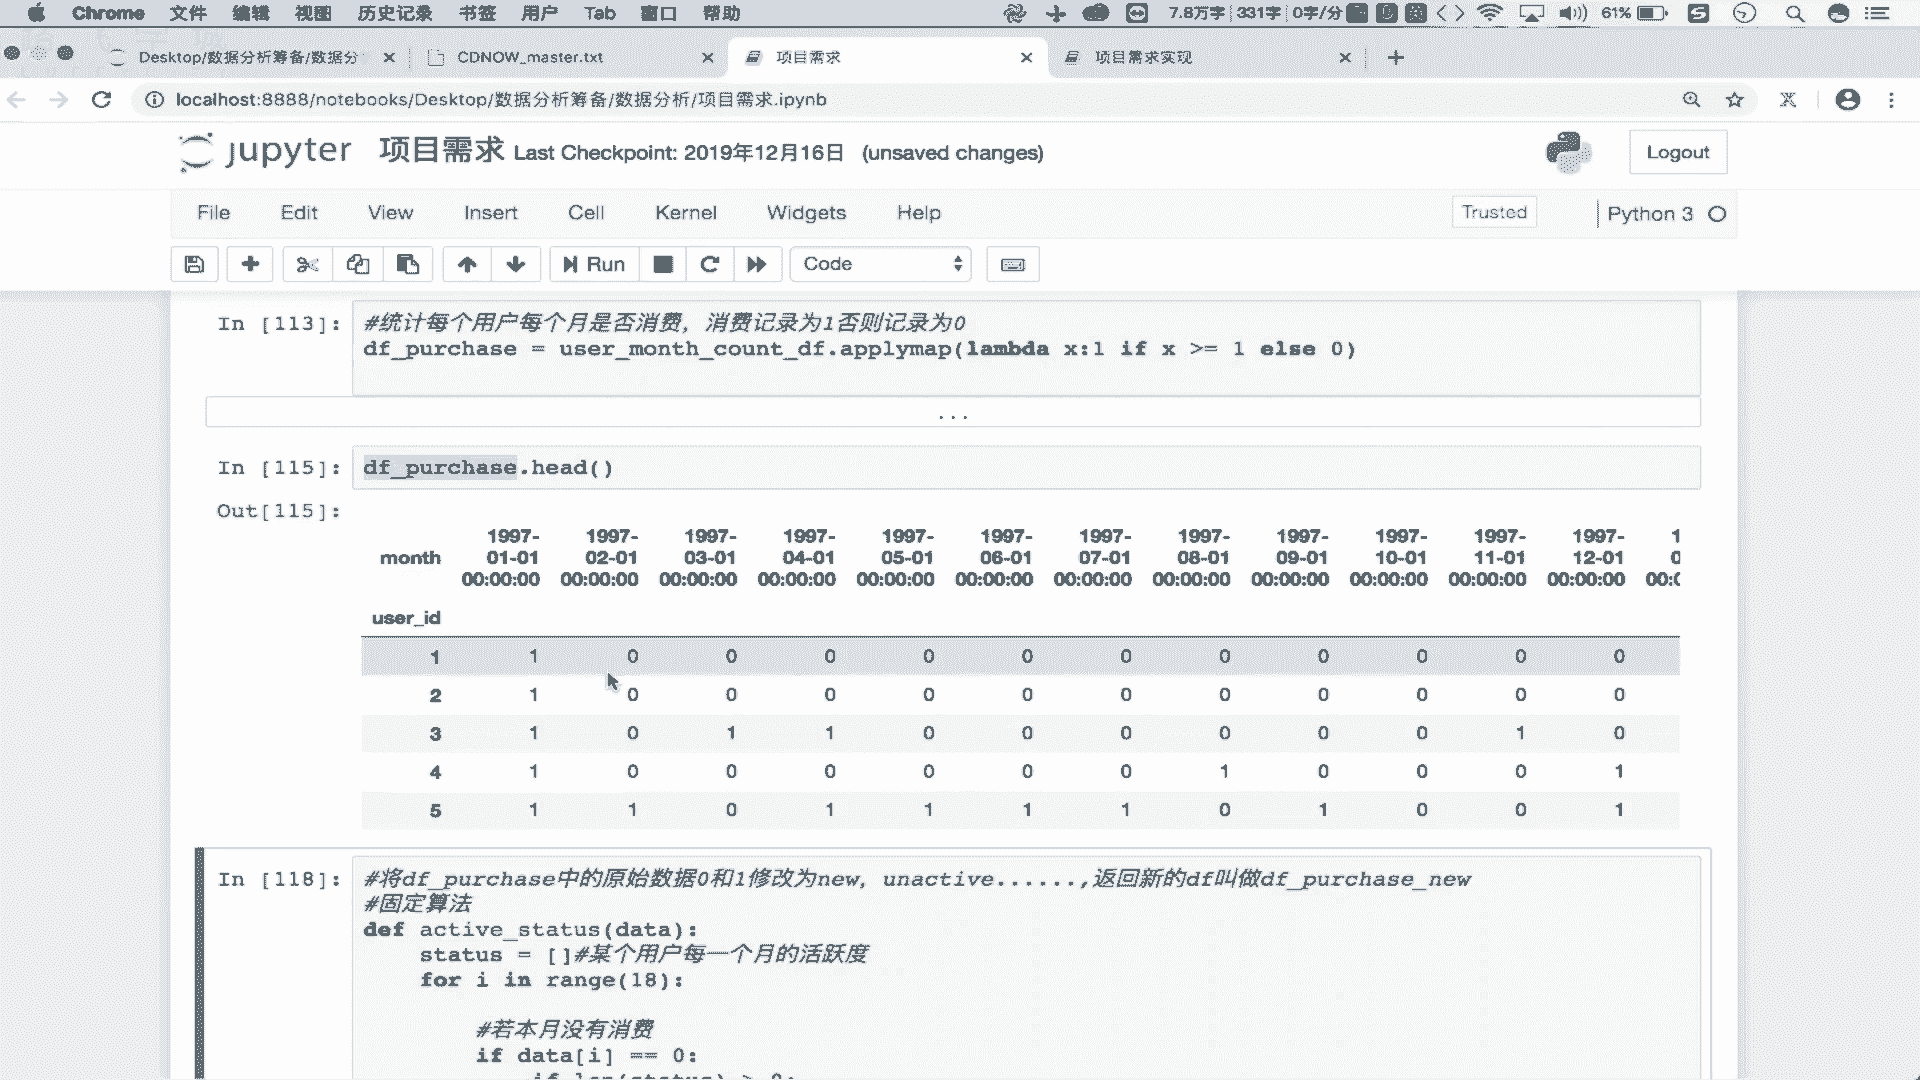 Chrome 文件 编辑 视图 历史记录 书签 用户 Tab 窗口 帮助 7.8万字 331字 0字/分 61%
Desktop/数据分析筹备/数据分 CDNOW_master.txt 项目需求 项目需求实现
localhost:8888/notebooks/Desktop/数据分析筹备/数据分析/项目需求.ipynb
jupyter 项目需求 Last Checkpoint: 2019年12月16日 (unsaved changes) Logout
File Edit View Insert Cell Kernel Widgets Help Trusted Python 3
Run Code
In [113]: #统计每个用户每个月是否消费，消费记录为1否则记录为0
df_purchase = user_month_count_df.applymap(lambda x:1 if x >= 1 else 0)
...
In [115]: df_purchase.head()
Out[115]:
1997- 1997- 1997- 1997- 1997- 1997- 1997- 1997- 1997- 1997- 1997- 1997- 1
month 01-01 02-01 03-01 04-01 05-01 06-01 07-01 08-01 09-01 10-01 11-01 12-01 0
00:00:00 00:00:00 00:00:00 00:00:00 00:00:00 00:00:00 00:00:00 00:00:00 00:00:00 00:00:00 00:00:00 00:00:00 00:0
user_id
1 1 0 0 0 0 0 0 0 0 0 0 0
2 1 0 0 0 0 0 0 0 0 0 0 0
3 1 0 1 1 0 0 0 0 0 0 1 0
4 1 0 0 0 0 0 0 1 0 0 0 1
5 1 1 0 1 1 1 1 0 1 0 0 1
In [118]: #将df_purchase中的原始数据0和1修改为new，unactive......,返回新的df叫做df_purchase_new
#固定算法
def active_status(data):
status = []#某个用户每一个月的活跃度
for i in range(18):
#若本月没有消费
if data[i] == 0:
if len(status) > 0: